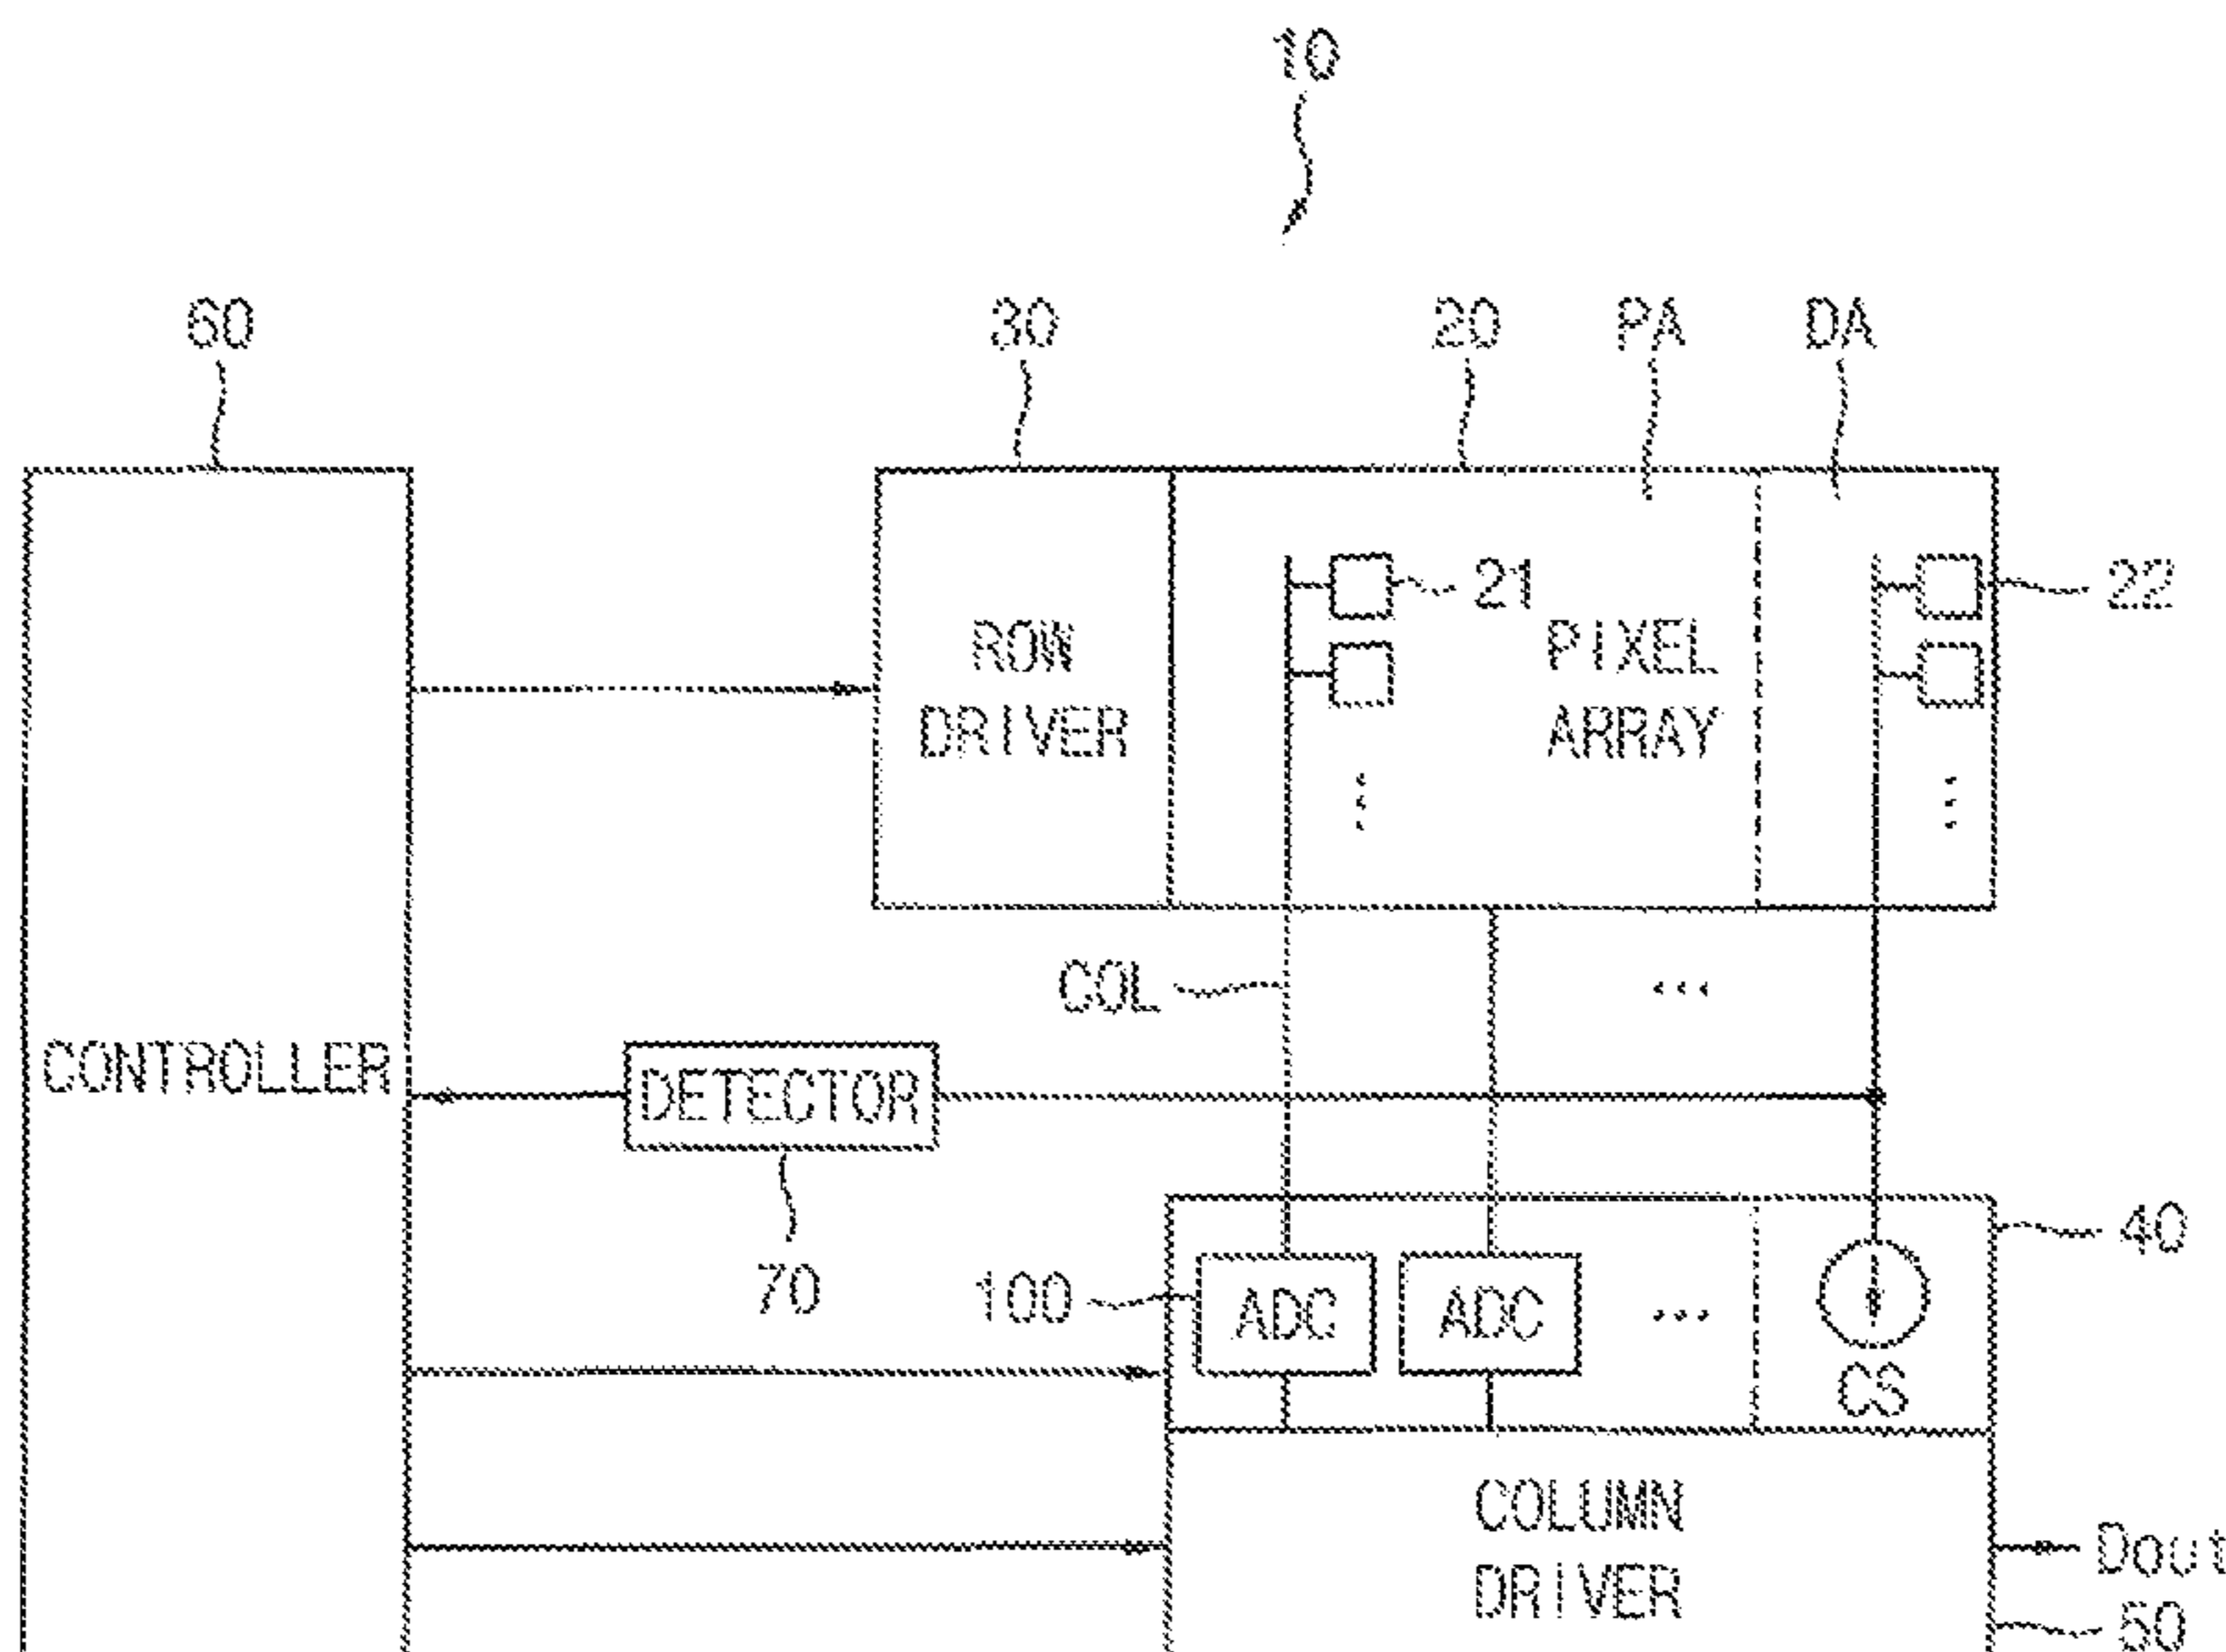 10
60
30
20
PA
DA
21
22
ROW
DRIVER
PIXEL
ARRAY
...
COL
CONTROLLER
DETECTOR
70
40
100
ADC
ADC
...
CS
COLUMN
DRIVER
Dout
50